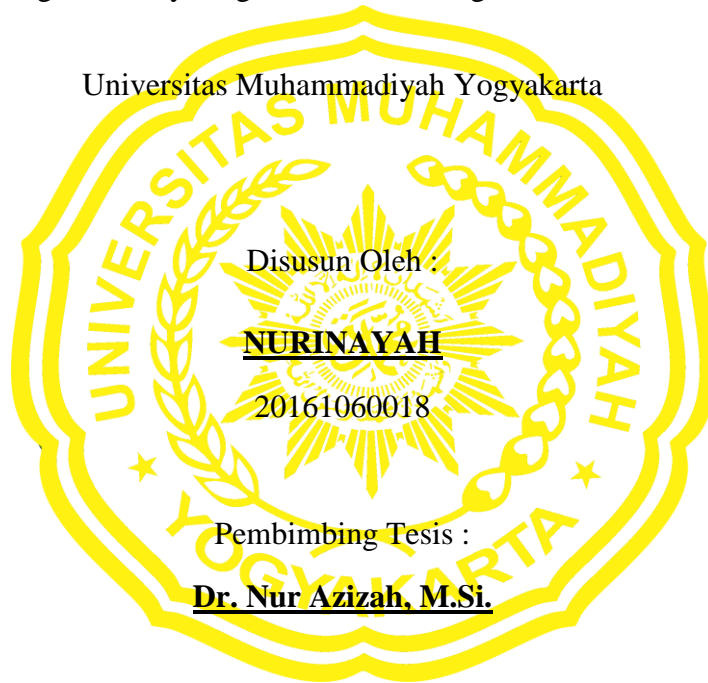 Universitas Muhammadiyah Yogyakarta
UNIVERSITAS MUHAMMADIYAH
Disusun Oleh :
NURINAYAH
20161060018
Pembimbing Tesis :
Dr. Nur Azizah, M.Si.
★ YOGYAKARTA ★